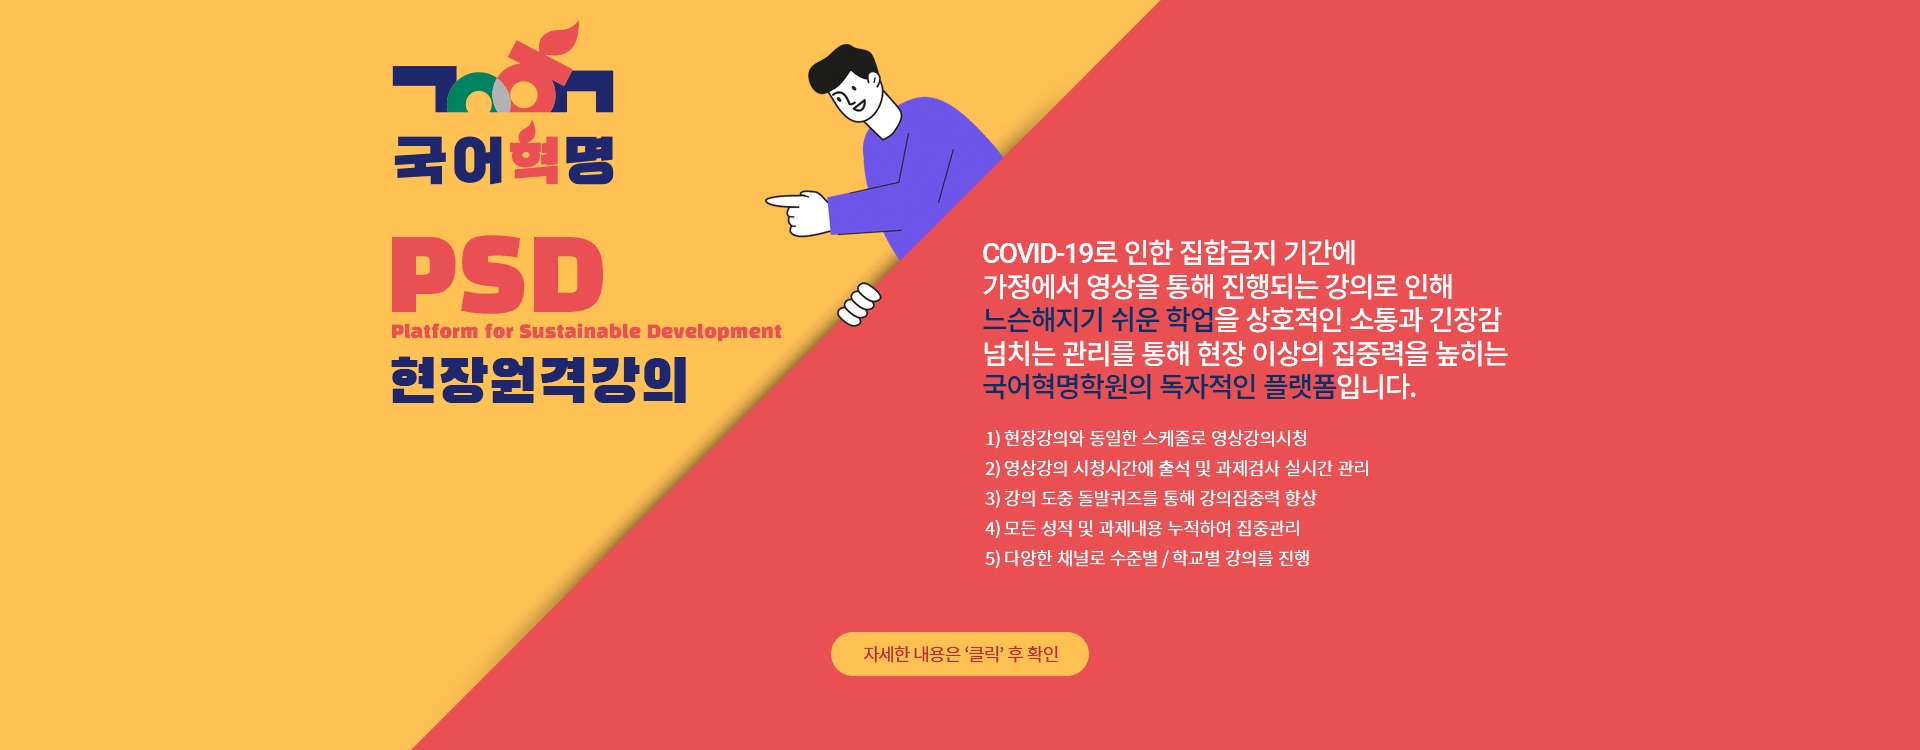 국어혁명
PSD
Platform for Sustainable Development
현장원격강의
COVID-19로 인한 집합금지 기간에
가정에서 영상을 통해 진행되는 강의로 인해
느슨해지기 쉬운 학업을 상호적인 소통과 긴장감
넘치는 관리를 통해 현장 이상의 집중력을 높히는
국어혁명학원의 독자적인 플랫폼입니다.
1) 현장강의와 동일한 스케줄로 영상강의시청
2) 영상강의 시청시간에 출석 및 과제검사 실시간 관리
3) 강의 도중 돌발퀴즈를 통해 강의집중력 향상
4) 모든 성적 및 과제내용 누적하여 집중관리
5) 다양한 채널로 수준별 / 학교별 강의를 진행
자세한 내용은 ‘클릭’ 후 확인